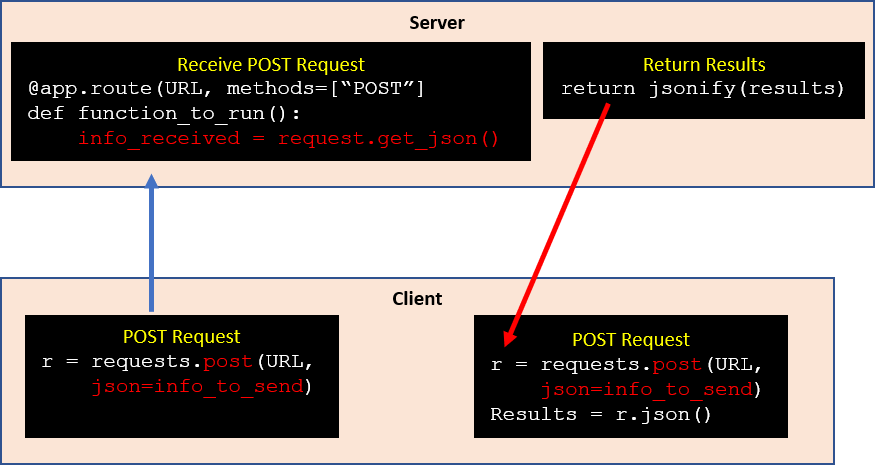 Server
Receive POST Request
@app.route(URL, methods=[“POST”]
def function_to_run():
    info_received = request.get_json()
Return Results
return jsonify(results)
Client
POST Request
r = requests.post(URL,
    json=info_to_send)
POST Request
r = requests.post(URL,
    json=info_to_send)
Results = r.json()